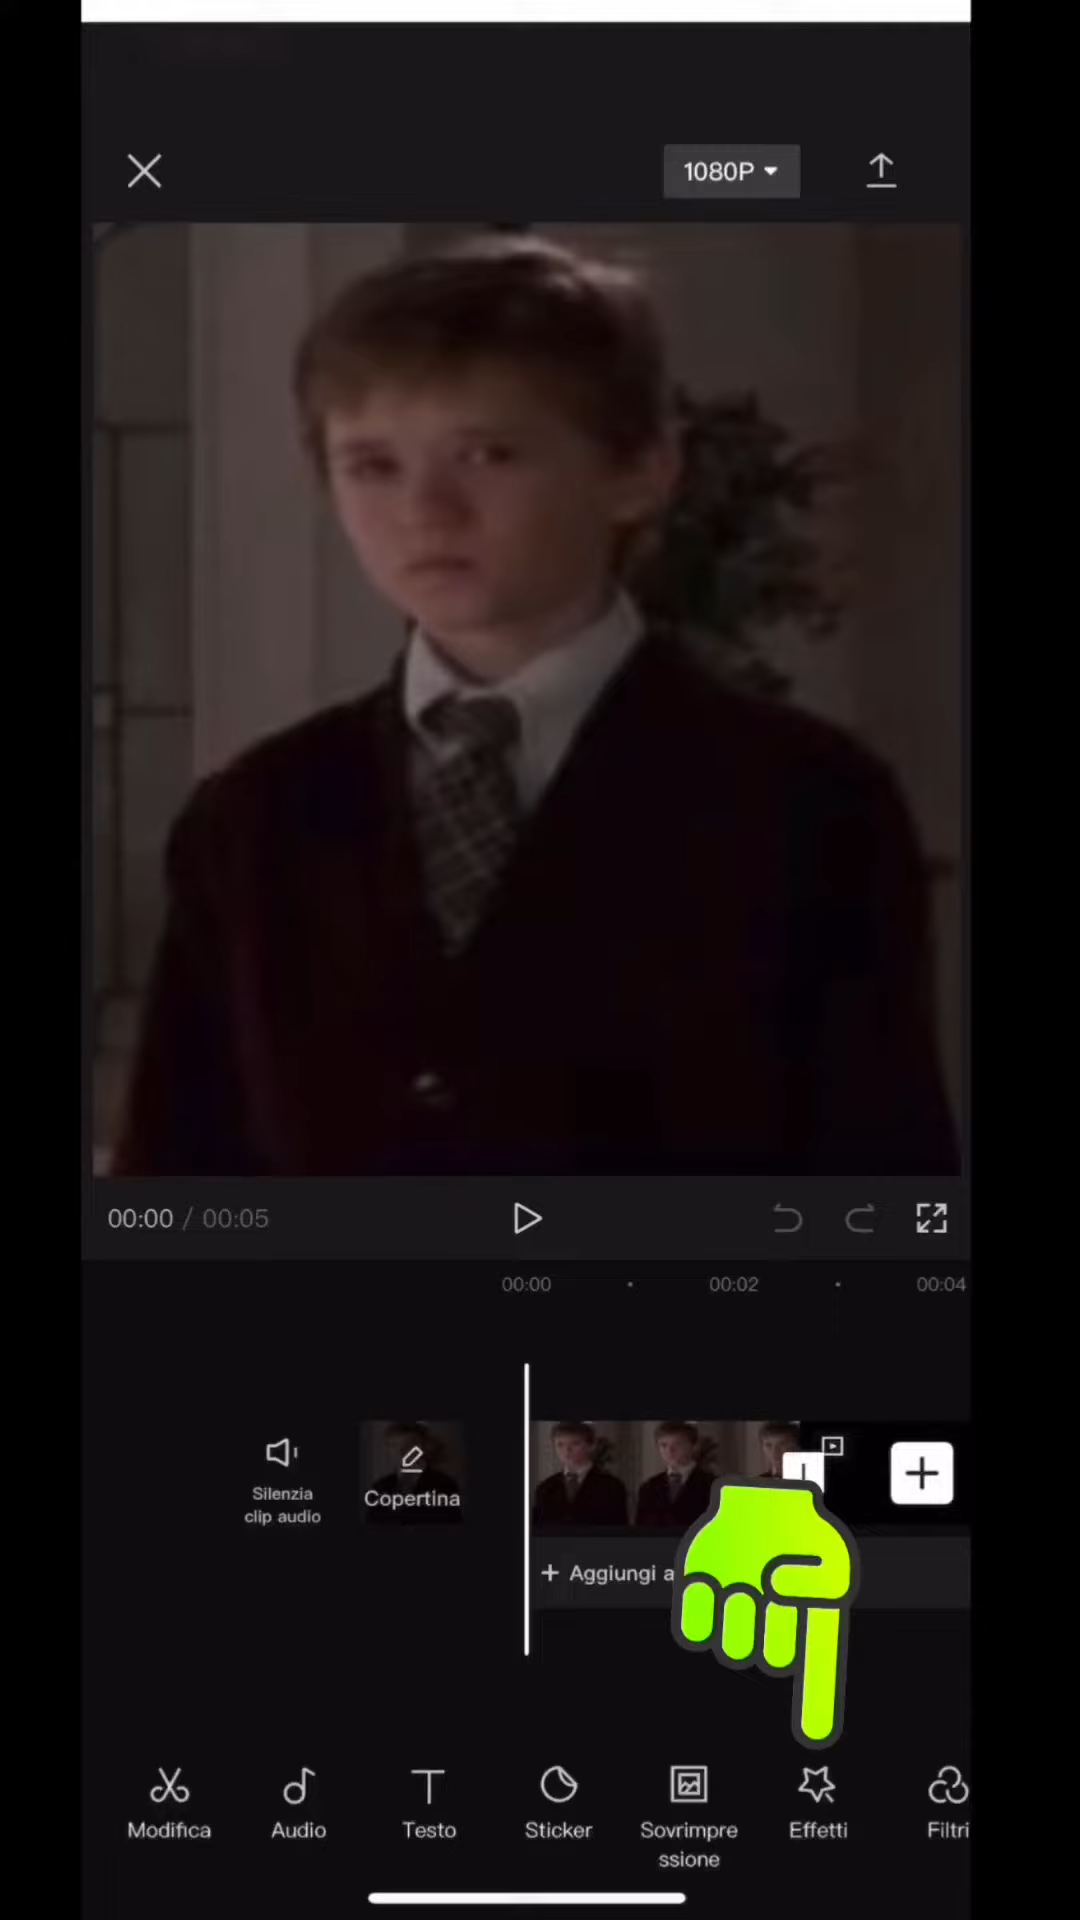 1080P
00:00 / 00:05
00:00 00:02 00:04
Silenzia
clip audio
Copertina
+ Aggiungi a
Modifica
Audio
Testo
Sticker
Sovrimpre
ssione
Effetti
Filtri